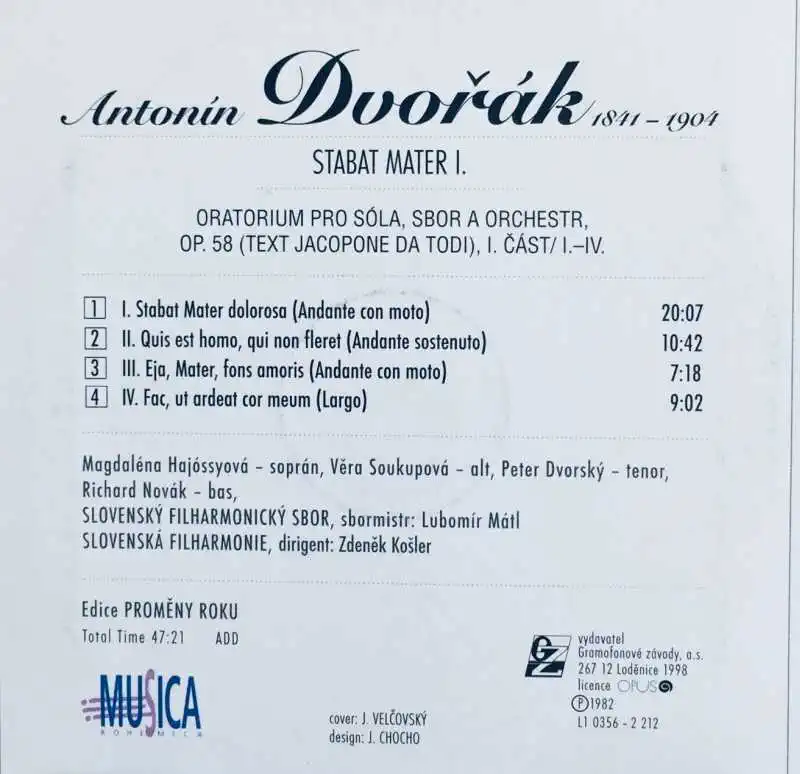 Antonín Dvořák 1841 – 1904
STABAT MATER I.
ORATORIUM PRO SÓLA, SBOR A ORCHESTR,
OP. 58 (TEXT JACOPONE DA TODI), I. ČÁST/ I.–IV.
1 I. Stabat Mater dolorosa (Andante con moto) 20:07
2 II. Quis est homo, qui non fleret (Andante sostenuto) 10:42
3 III. Eja, Mater, fons amoris (Andante con moto) 7:18
4 IV. Fac, ut ardeat cor meum (Largo) 9:02
Magdaléna Hajóssyová – soprán, Věra Soukupová – alt, Peter Dvorský – tenor,
Richard Novák – bas,
SLOVENSKÝ FILHARMONICKÝ SBOR, sbormistr: Lubomír Mátl
SLOVENSKÁ FILHARMONIE, dirigent: Zdeněk Košler
Edice PROMĚNY ROKU
Total Time 47:21 ADD
MUSICA
BOHEMICA
cover: J. VELČOVSKÝ
design: J. CHOCHO
GZ
vydavatel
Gramofonové závody, a.s.
267 12 Loděnice 1998
licence OPUS
Ⓟ1982
L1 0356 – 2 212